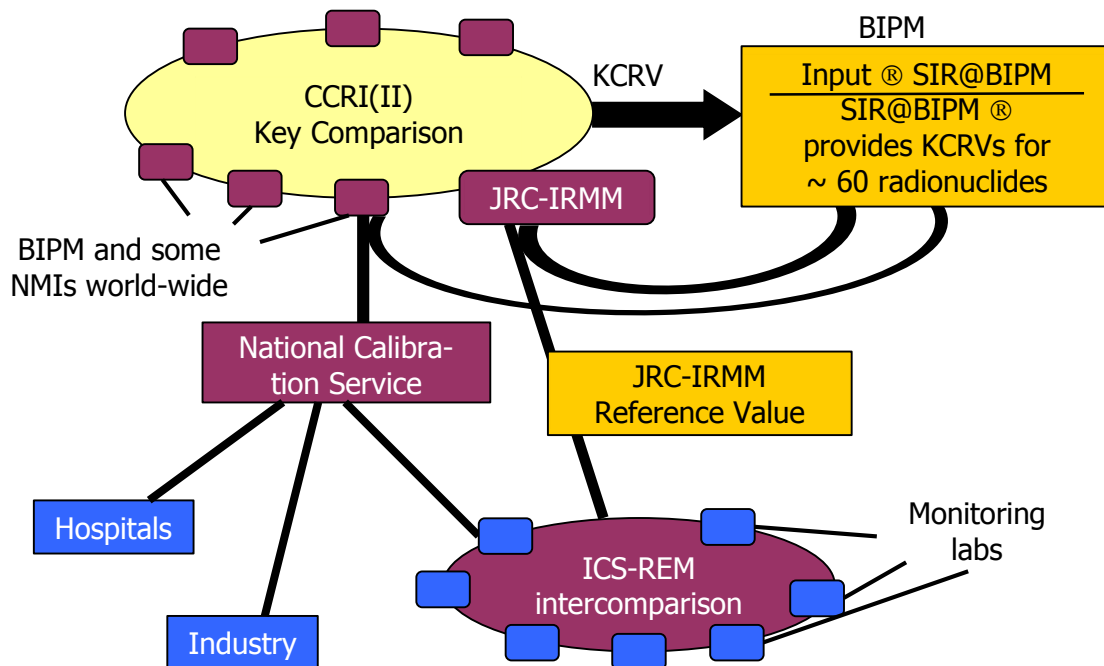 BIPM
KCRV
Input ® SIR@BIPM
SIR@BIPM ®
provides KCRVs for
~ 60 radionuclides
CCRI(II)
Key Comparison
JRC-IRMM
BIPM and some
NMIs world-wide
National Calibra-
tion Service
JRC-IRMM
Reference Value
Hospitals
Industry
ICS-REM
intercomparison
Monitoring
labs